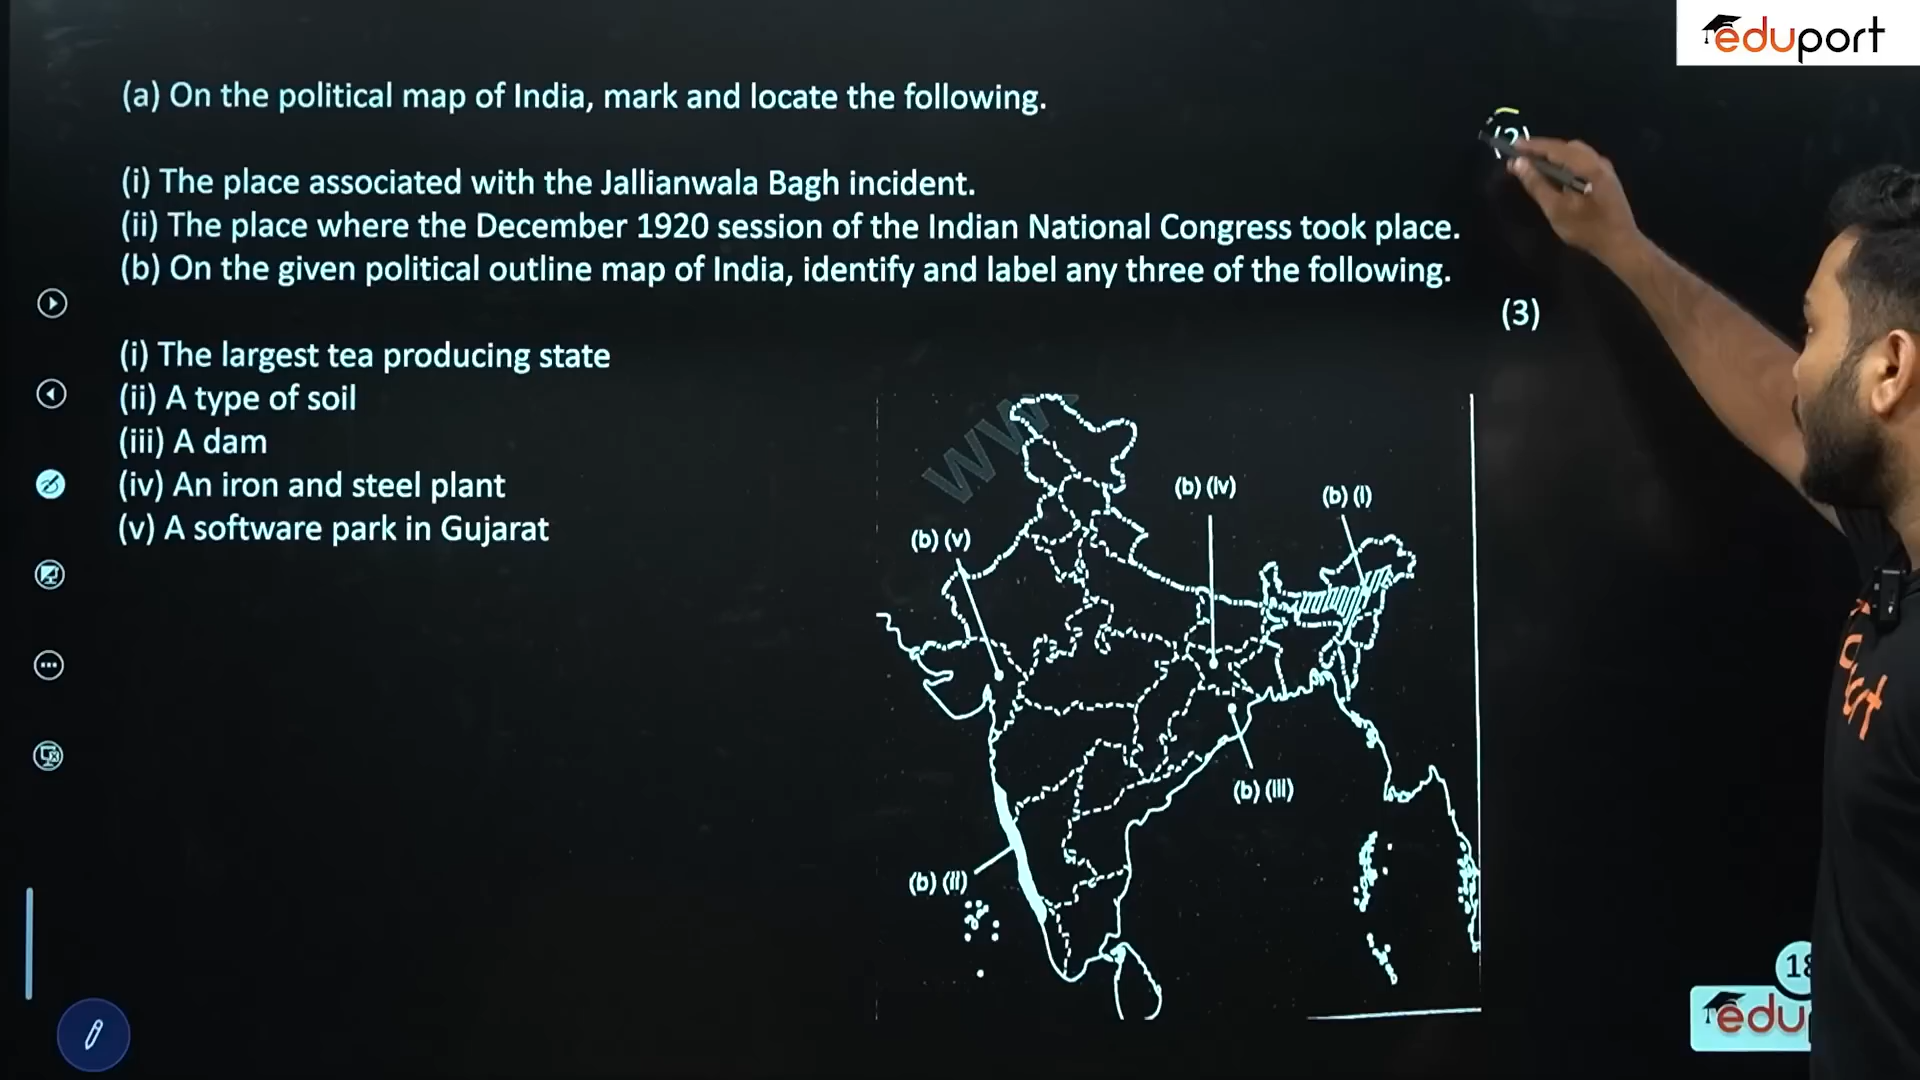 eduport
(a) On the political map of India, mark and locate the following.
(2)
(i) The place associated with the Jallianwala Bagh incident.
(ii) The place where the December 1920 session of the Indian National Congress took place.
(b) On the given political outline map of India, identify and label any three of the following.
(3)
(i) The largest tea producing state
(ii) A type of soil
(iii) A dam
(iv) An iron and steel plant
(v) A software park in Gujarat
www.
(b) (iv)
(b) (i)
(b) (v)
(b) (iii)
(b) (ii)
edu